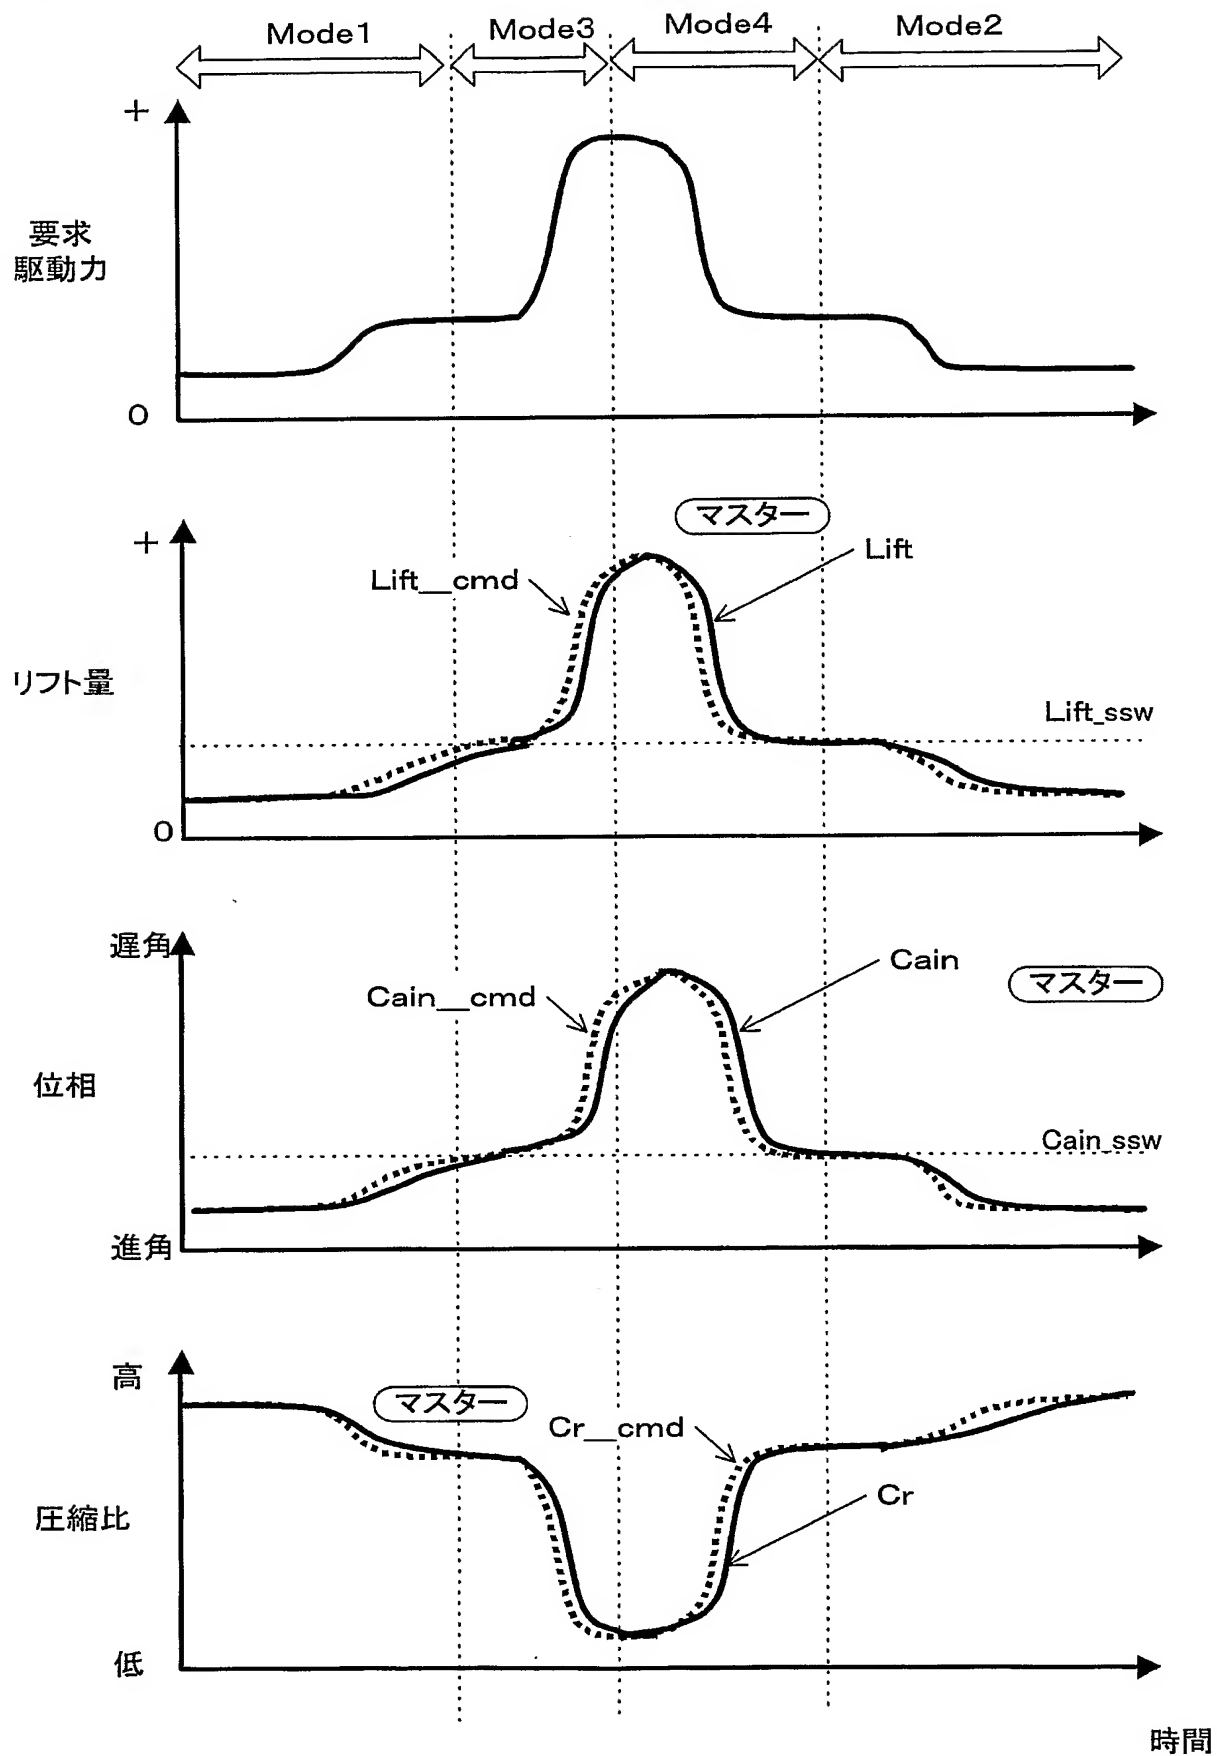 Mode1
Mode3
Mode4
Mode2
+
要求
駆動力
0
マスター
+
Lift
Lift__cmd
リフト量
Lift_ssw
0
遅角
Cain
マスター
Cain__cmd
位相
Cain_ssw
進角
高
マスター
Cr__cmd
Cr
圧縮比
低
時間